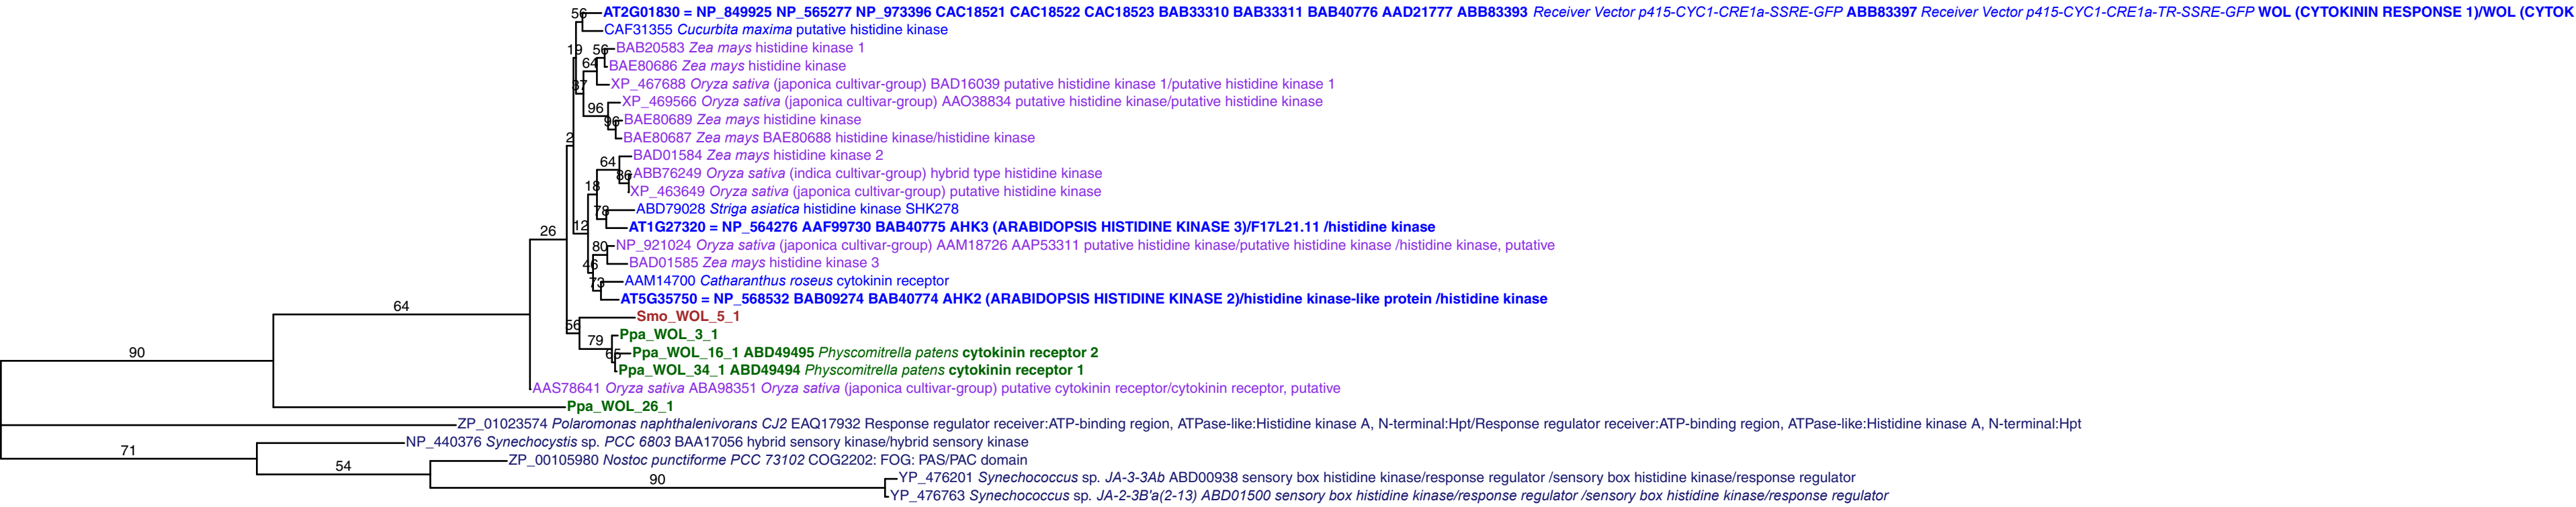 56 AT2G01830 = NP_849925 NP_565277 NP_973396 CAC18521 CAC18522 CAC18523 BAB33310 BAB33311 BAB40776 AAD21777 ABB83393 Receiver Vector p415-CYC1-CRE1a-SSRE-GFP ABB83397 Receiver Vector p415-CYC1-CRE1a-TR-SSRE-GFP WOL (CYTOKININ RESPONSE 1)/WOL (CYTOK
CAF31355 Cucurbita maxima putative histidine kinase
19 56 BAB20583 Zea mays histidine kinase 1
64 BAE80686 Zea mays histidine kinase
37 XP_467688 Oryza sativa (japonica cultivar-group) BAD16039 putative histidine kinase 1/putative histidine kinase 1
96 XP_469566 Oryza sativa (japonica cultivar-group) AAO38834 putative histidine kinase/putative histidine kinase
96 BAE80689 Zea mays histidine kinase
2 BAE80687 Zea mays BAE80688 histidine kinase/histidine kinase
64 BAD01584 Zea mays histidine kinase 2
ABB76249 Oryza sativa (indica cultivar-group) hybrid type histidine kinase
18 XP_463649 Oryza sativa (japonica cultivar-group) putative histidine kinase
78 ABD79028 Striga asiatica histidine kinase SHK278
12 AT1G27320 = NP_564276 AAF99730 BAB40775 AHK3 (ARABIDOPSIS HISTIDINE KINASE 3)/F17L21.11 /histidine kinase
26 80 NP_921024 Oryza sativa (japonica cultivar-group) AAM18726 AAP53311 putative histidine kinase/putative histidine kinase /histidine kinase, putative
46 BAD01585 Zea mays histidine kinase 3
73 AAM14700 Catharanthus roseus cytokinin receptor
AT5G35750 = NP_568532 BAB09274 BAB40774 AHK2 (ARABIDOPSIS HISTIDINE KINASE 2)/histidine kinase-like protein /histidine kinase
64 Smo_WOL_5_1
56 79 Ppa_WOL_3_1
65 Ppa_WOL_16_1 ABD49495 Physcomitrella patens cytokinin receptor 2
90 Ppa_WOL_34_1 ABD49494 Physcomitrella patens cytokinin receptor 1
AAS78641 Oryza sativa ABA98351 Oryza sativa (japonica cultivar-group) putative cytokinin receptor/cytokinin receptor, putative
Ppa_WOL_26_1
ZP_01023574 Polaromonas naphthalenivorans CJ2 EAQ17932 Response regulator receiver:ATP-binding region, ATPase-like:Histidine kinase A, N-terminal:Hpt/Response regulator receiver:ATP-binding region, ATPase-like:Histidine kinase A, N-terminal:Hpt
NP_440376 Synechocystis sp. PCC 6803 BAA17056 hybrid sensory kinase/hybrid sensory kinase
71 ZP_00105980 Nostoc punctiforme PCC 73102 COG2202: FOG: PAS/PAC domain
54 90 YP_476201 Synechococcus sp. JA-3-3Ab ABD00938 sensory box histidine kinase/response regulator /sensory box histidine kinase/response regulator
YP_476763 Synechococcus sp. JA-2-3B'a(2-13) ABD01500 sensory box histidine kinase/response regulator /sensory box histidine kinase/response regulator